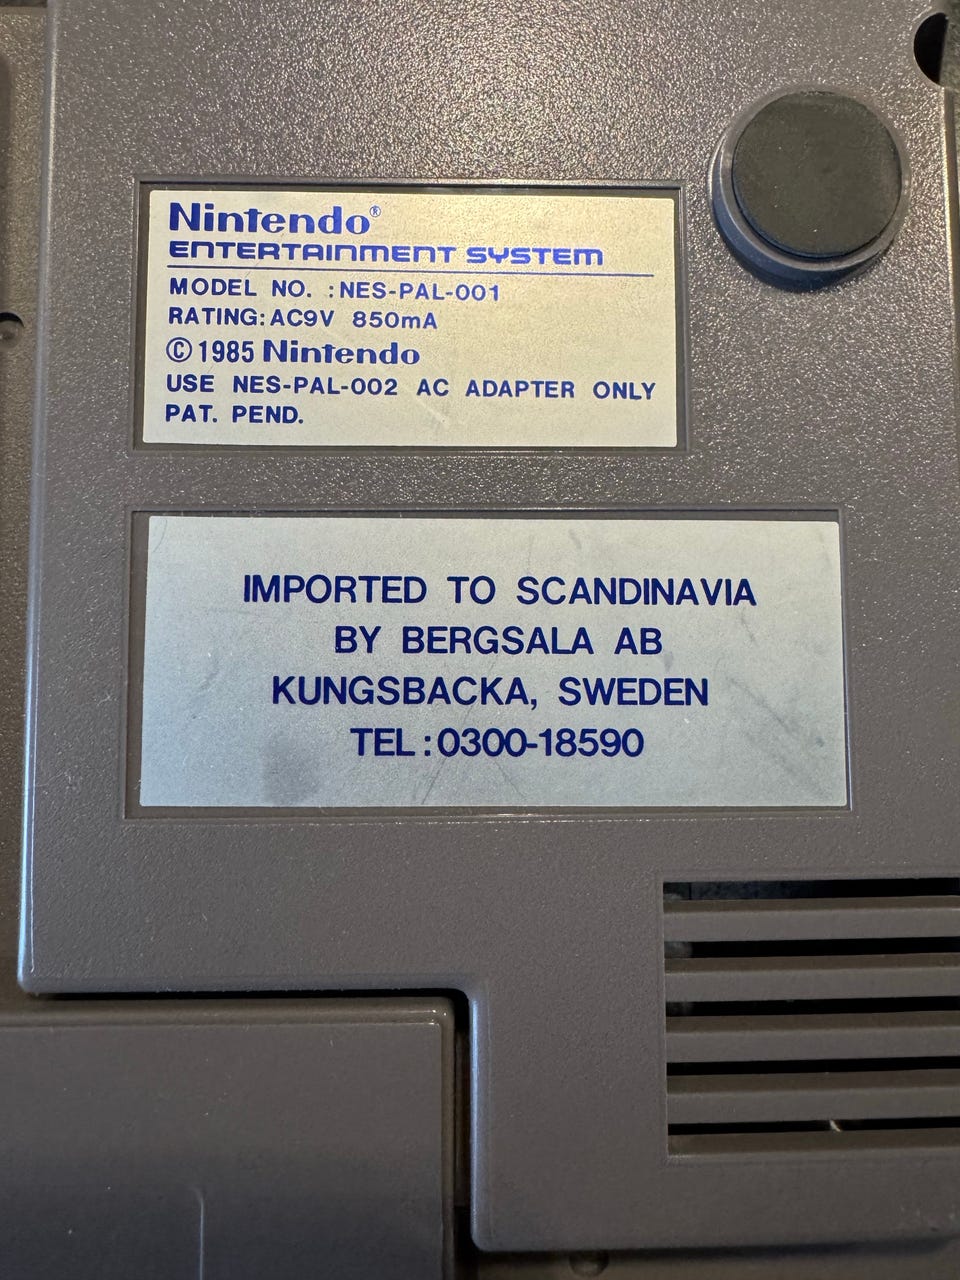 Nintendo®
ENTERTAINMENT SYSTEM
MODEL NO. :NES-PAL-001
RATING:AC9V 850mA
©1985 Nintendo
USE NES-PAL-002 AC ADAPTER ONLY
PAT. PEND.
IMPORTED TO SCANDINAVIA
BY BERGSALA AB
KUNGSBACKA, SWEDEN
TEL:0300-18590